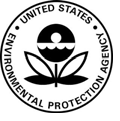 UNITED STATES
ENVIRONMENTAL PROTECTION AGENCY